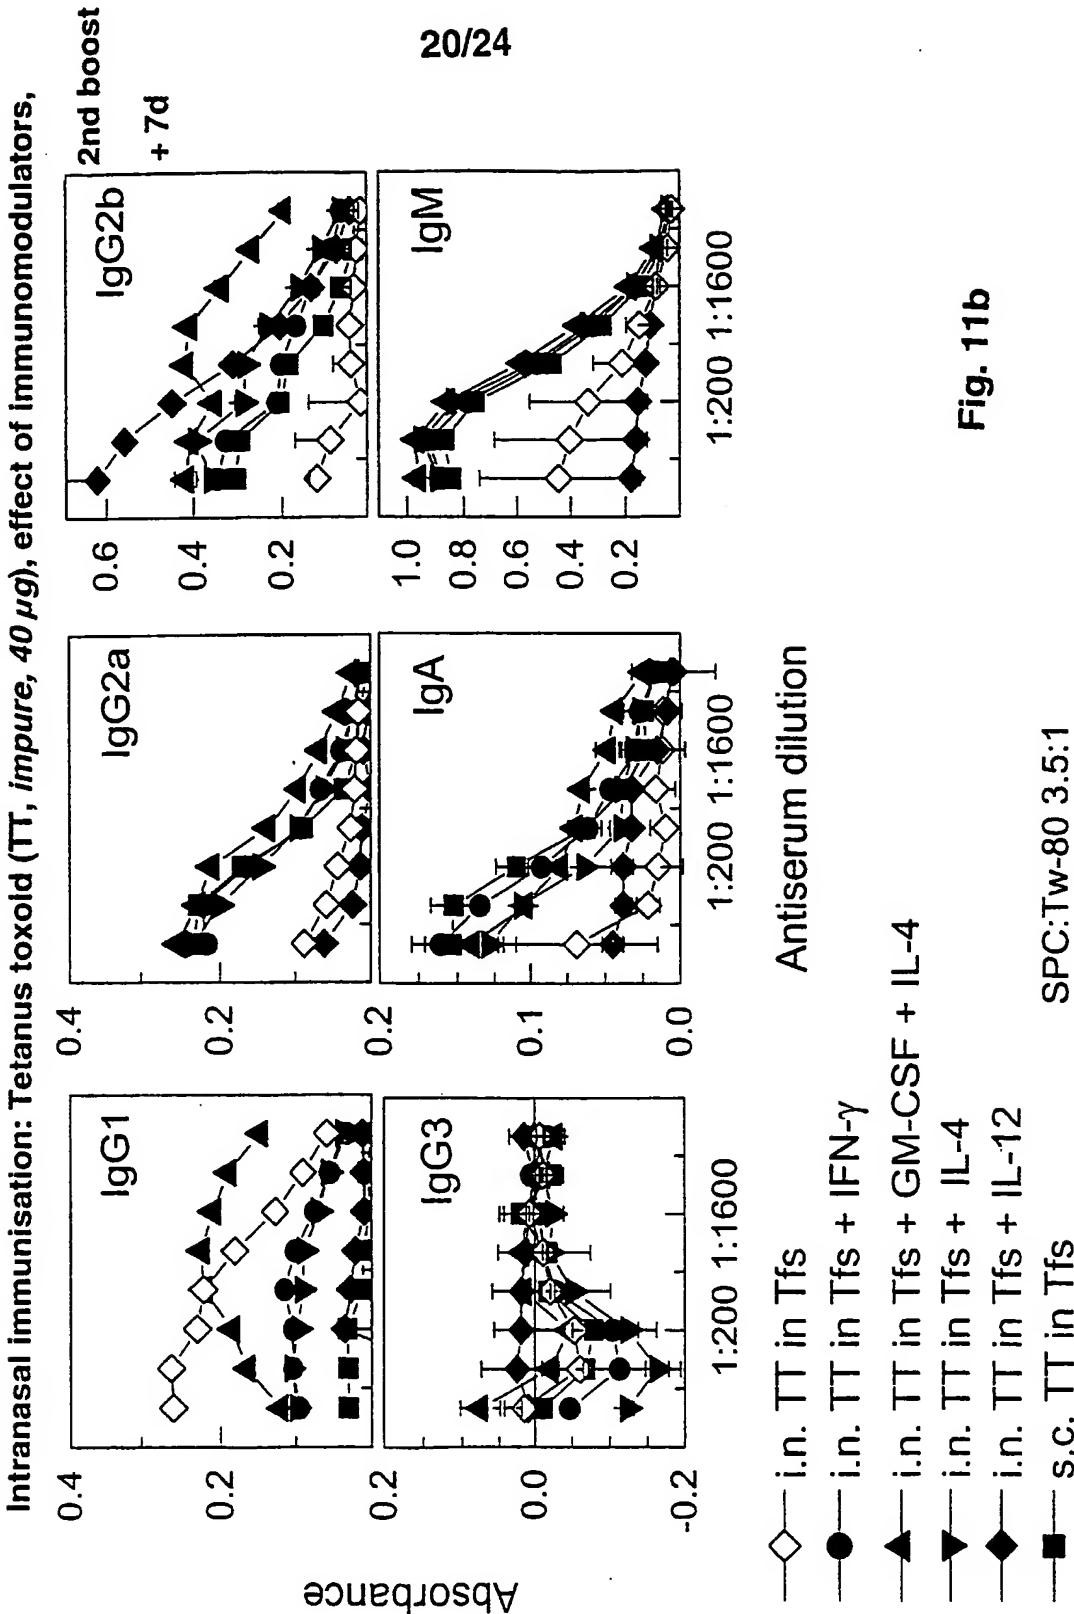 20/24
Intranasal immunisation: Tetanus toxoid (TT, impure, 40 µg), effect of immunomodulators,
2nd boost
+ 7d
IgG1
IgG2a
IgG2b
0.4
0.2
0.4
0.2
0.6
0.4
0.2
IgG3
IgA
IgM
0.2
0.0
-0.2
0.1
0.0
1.0
0.8
0.6
0.4
0.2
1:200 1:1600
1:200 1:1600
1:200 1:1600
Absorbance
Antiserum dilution
i.n. TT in Tfs
i.n. TT in Tfs + IFN-γ
i.n. TT in Tfs + GM-CSF + IL-4
i.n. TT in Tfs + IL-4
i.n. TT in Tfs + IL-12
s.c. TT in Tfs
SPC:Tw-80 3.5:1
Fig. 11b